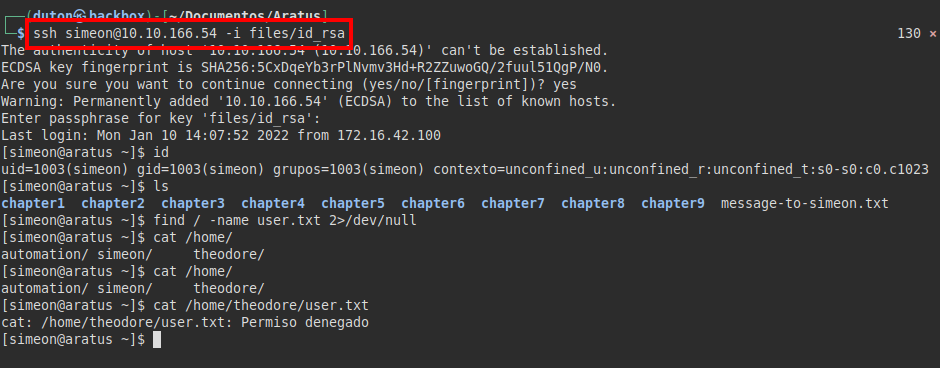 (duton㉿backbox)-[~/Documentos/Aratus]
$ ssh simeon@10.10.166.54 -i files/id_rsa 130 ⨯
The authenticity of host '10.10.166.54 (10.10.166.54)' can't be established.
ECDSA key fingerprint is SHA256:5CxDqeYb3rPlNvmv3Hd+R2ZZuwoGQ/2fuul51QgP/N0.
Are you sure you want to continue connecting (yes/no/[fingerprint])? yes
Warning: Permanently added '10.10.166.54' (ECDSA) to the list of known hosts.
Enter passphrase for key 'files/id_rsa':
Last login: Mon Jan 10 14:07:52 2022 from 172.16.42.100
[simeon@aratus ~]$ id
uid=1003(simeon) gid=1003(simeon) grupos=1003(simeon) contexto=unconfined_u:unconfined_r:unconfined_t:s0-s0:c0.c1023
[simeon@aratus ~]$ ls
chapter1 chapter2 chapter3 chapter4 chapter5 chapter6 chapter7 chapter8 chapter9 message-to-simeon.txt
[simeon@aratus ~]$ find / -name user.txt 2>/dev/null
[simeon@aratus ~]$ cat /home/
automation/ simeon/ theodore/
[simeon@aratus ~]$ cat /home/
automation/ simeon/ theodore/
[simeon@aratus ~]$ cat /home/theodore/user.txt
cat: /home/theodore/user.txt: Permiso denegado
[simeon@aratus ~]$